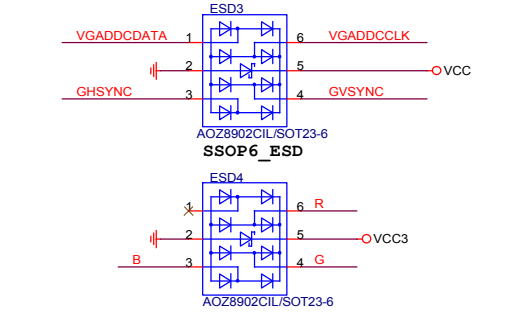 ESD3
VGADDCDATA 1 6 VGADDCCLK
2 5 VCC
GHSYNC 3 4 GVSYNC
AOZ8902CIL/SOT23-6
SSOP6_ESD
ESD4
1 6 R
2 5 VCC3
B 3 4 G
AOZ8902CIL/SOT23-6